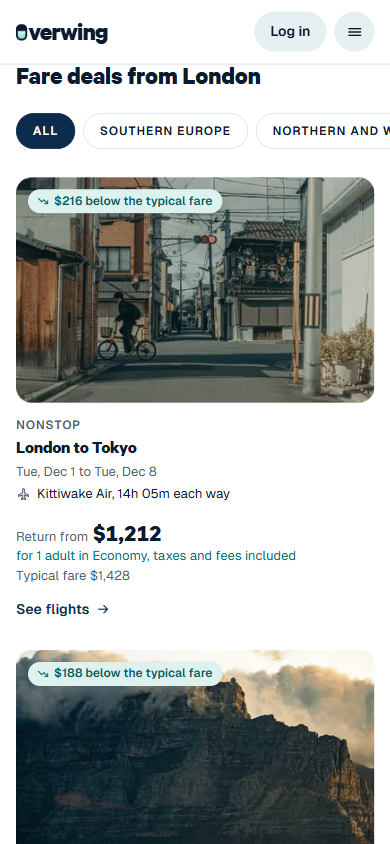 overwing
Log in
Fare deals from London
ALL
SOUTHERN EUROPE
NORTHERN AND W
$216 below the typical fare
NONSTOP
London to Tokyo
Tue, Dec 1 to Tue, Dec 8
Kittiwake Air, 14h 05m each way
Return from $1,212
for 1 adult in Economy, taxes and fees included
Typical fare $1,428
See flights
$188 below the typical fare